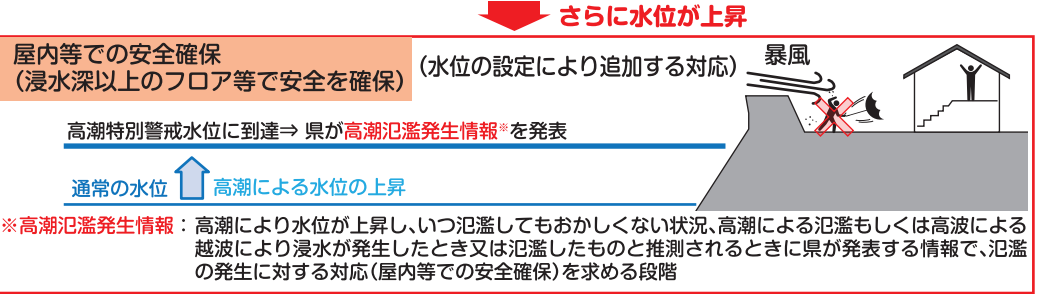 さらに水位が上昇
屋内等での安全確保
（浸水深以上のフロア等で安全を確保）
（水位の設定により追加する対応）
暴風
高潮特別警戒水位に到達⇒ 県が高潮氾濫発生情報※を発表
通常の水位
高潮による水位の上昇
※高潮氾濫発生情報：高潮により水位が上昇し、いつ氾濫してもおかしくない状況、高潮による氾濫もしくは高波による
越波により浸水が発生したとき又は氾濫したものと推測されるときに県が発表する情報で、氾濫
の発生に対する対応（屋内等での安全確保）を求める段階